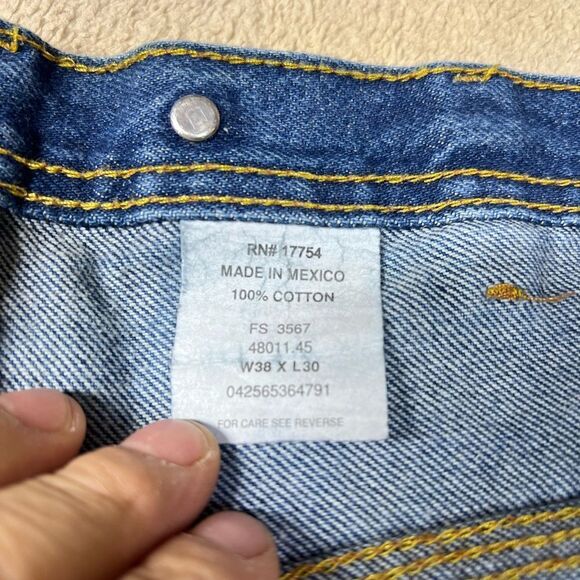 RN# 17754
MADE IN MEXICO
100% COTTON
FS 3567
48011.45
W38 X L30
042565364791
FOR CARE SEE REVERSE